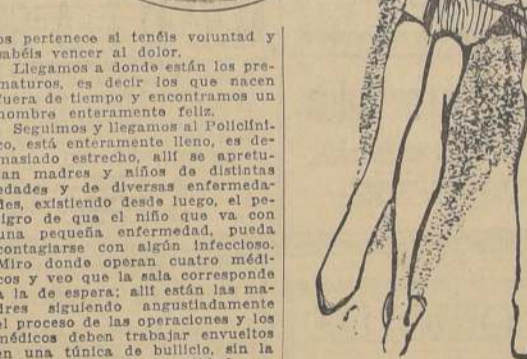 os pertenece si tenéis voluntad y
abéis vencer al dolor.
Llegamos a donde están los pre-
maturos, es decir los que nacen
fuera de tiempo y encontramos un
hombre enteramente feliz.
Seguimos y llegamos al Policlíni-
co, está enteramente lleno, es de-
masiado estrecho, allí se apretu-
an madres y niños de distintas
edades y de diversas enfermeda-
des, existiendo desde luego, el pe-
ligro de que el niño que va con
una pequeña enfermedad, pueda
contagiarse con algún infeccioso.
Miro donde operan cuatro médi-
cos y veo que la sala corresponde
a la de espera; allí están las ma-
dres siguiendo angustiadamente
el proceso de las operaciones y los
médicos deben trabajar envueltos
en una túnica de bullicio, sin la